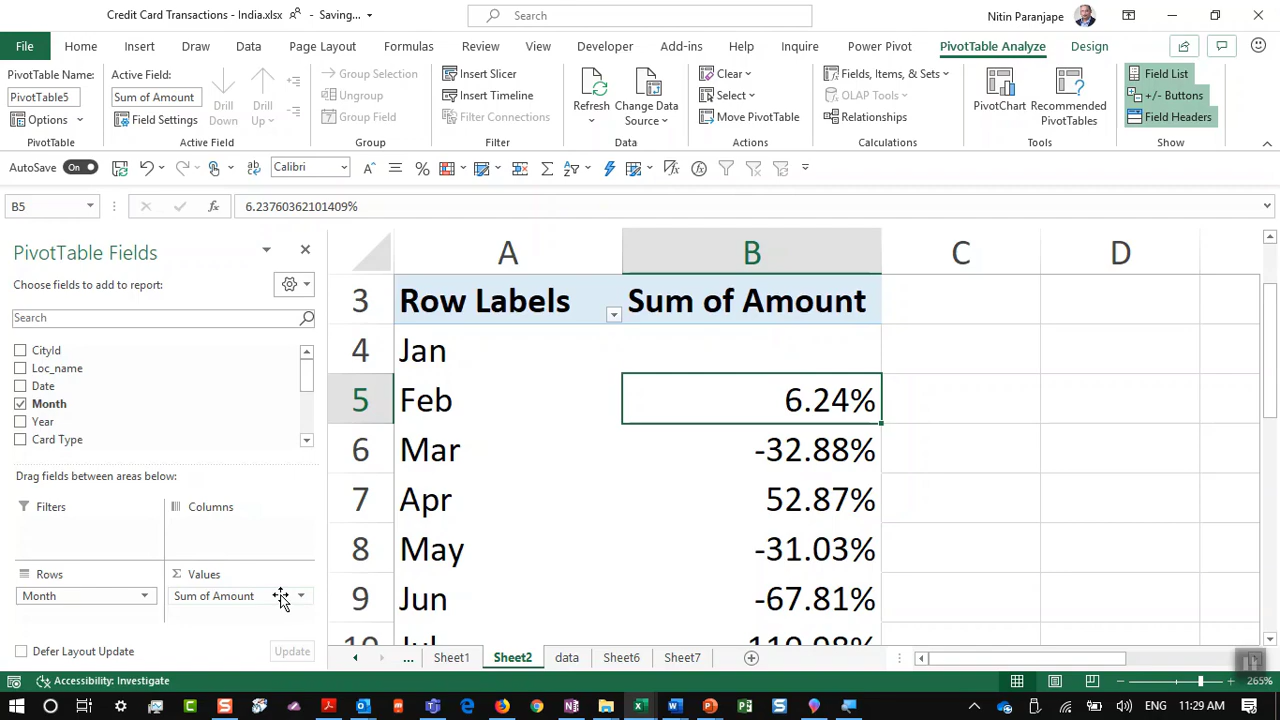 Credit Card Transactions - India.xlsx
Saving...
Search
Nitin Paranjape
File Home Insert Draw Data Page Layout Formulas Review View Developer Add-ins Help Inquire Power Pivot PivotTable Analyze Design
PivotTable Name:
PivotTable5
Options
PivotTable
Active Field:
Sum of Amount
Field Settings
Drill Down
Drill Up
Active Field
Group Selection
Ungroup
Group Field
Group
Insert Slicer
Insert Timeline
Filter Connections
Filter
Refresh
Change Data Source
Data
Clear
Select
Move PivotTable
Actions
Fields, Items, & Sets
OLAP Tools
Relationships
Calculations
PivotChart
Recommended PivotTables
Tools
Field List
+/- Buttons
Field Headers
Show
AutoSave On
Calibri
B5
6.23760362101409%
PivotTable Fields
Choose fields to add to report:
Search
CityId
Loc_name
Date
Month
Year
Card Type
Drag fields between areas below:
Filters
Columns
Rows
Values
Month
Sum of Amount
Defer Layout Update
Update
A B C D
3 Row Labels Sum of Amount
4 Jan
5 Feb 6.24%
6 Mar -32.88%
7 Apr 52.87%
8 May -31.03%
9 Jun -67.81%
... Sheet1 Sheet2 data Sheet6 Sheet7
Accessibility: Investigate
265%
ENG 11:29 AM